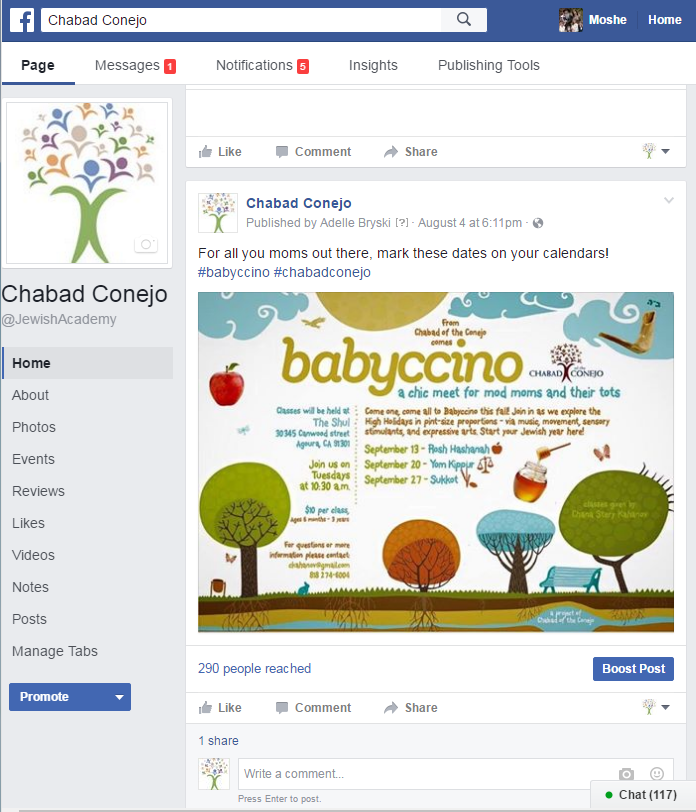 Chabad Conejo
Moshe
Home
Page
Messages 1
Notifications 5
Insights
Publishing Tools
Like
Comment
Share
Chabad Conejo
@JewishAcademy
Home
About
Photos
Events
Reviews
Likes
Videos
Notes
Posts
Manage Tabs
Promote
Chabad Conejo
Published by Adelle Bryski [?] · August 4 at 6:11pm ·
For all you moms out there, mark these dates on your calendars!
#babyccino #chabadconejo
ב"ה
From
Chabad of the Conejo
comes
babyccino
CHABAD of the CONEJO
a chic meet for mod moms and their tots
Classes will be held at
The Shul
30345 Canwood street
Agoura, CA 91301
Join us on
Tuesdays
at 10:30 a.m.
$10 per class,
ages 6 months - 3 years
For questions or more
information please contact:
818 274-6004
Come one, come all to Babyccino this fall! Join in as we explore the
High Holidays in pint-size proportions - via music, movement, sensory
stimulants, and expressive arts. Start your Jewish year here!
September 13 - Rosh Hashanah
September 20 - Yom Kippur
September 27 - Sukkot
classes given by
Chana Stery Kahanov
a project of
Chabad of the Conejo
290 people reached
Boost Post
Like
Comment
Share
1 share
Write a comment...
Press Enter to post.
Chat (117)